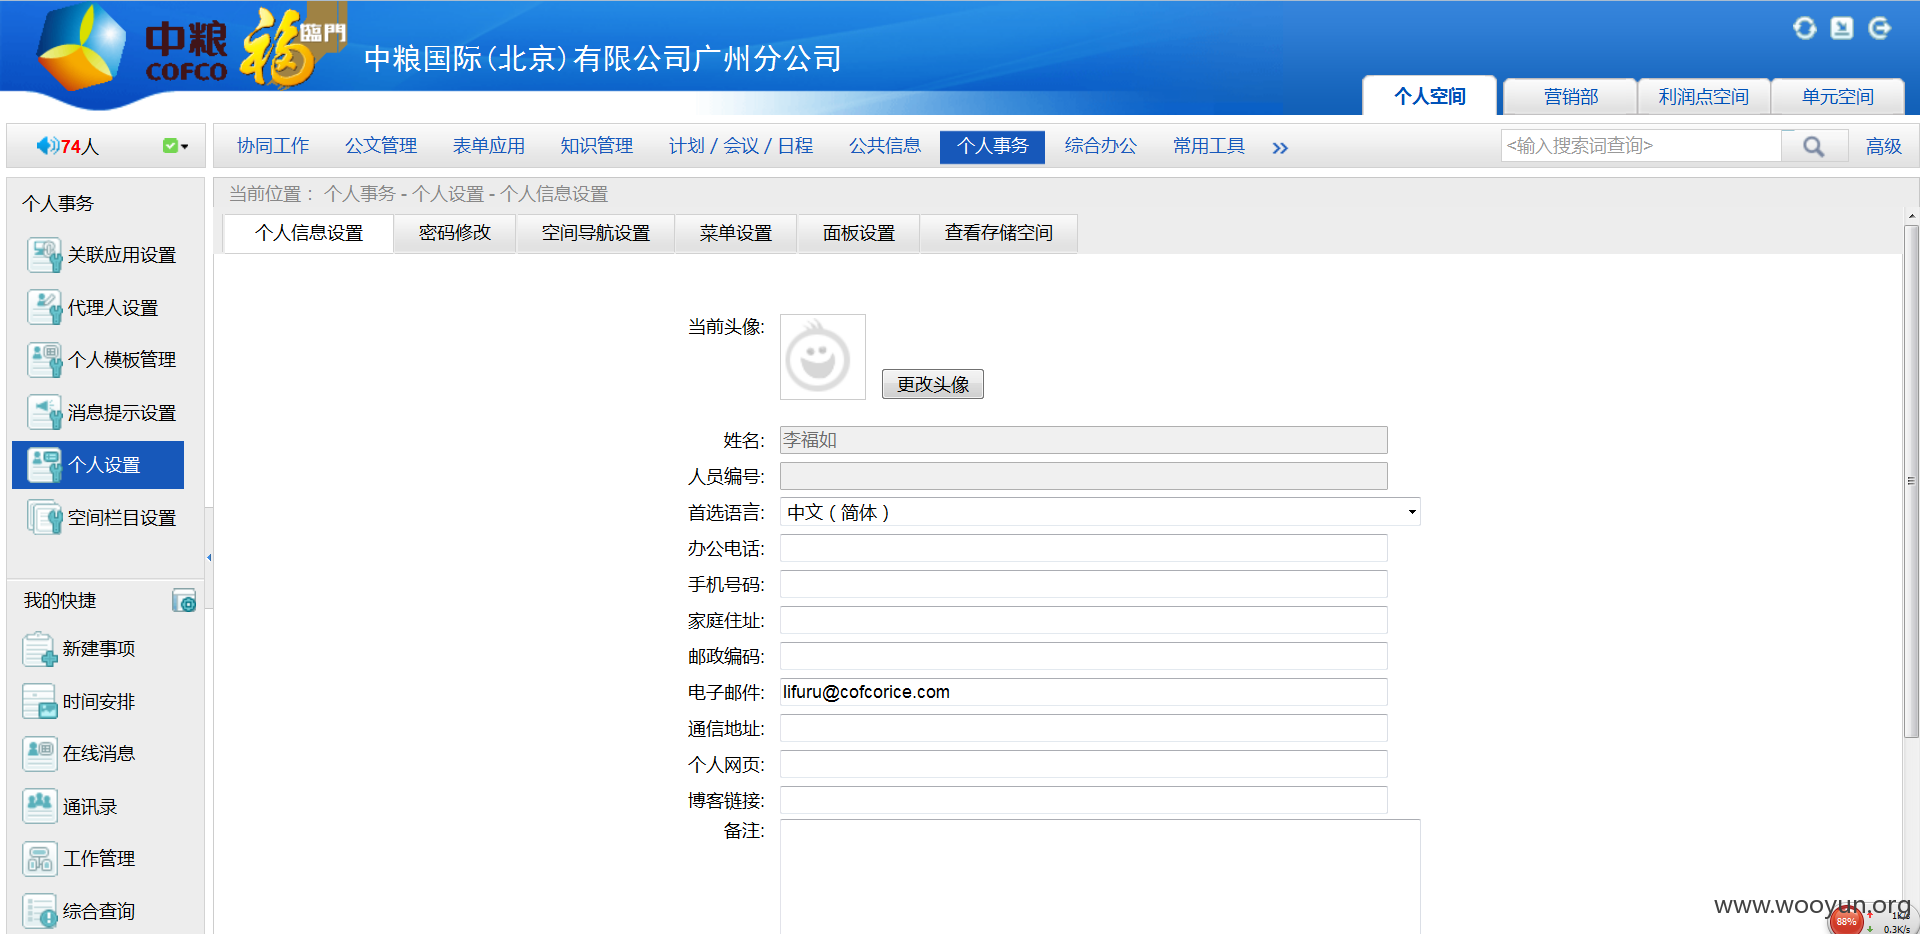 中粮
COFCO
福
臨門
中粮国际(北京)有限公司广州分公司
个人空间
营销部
利润点空间
单元空间
74人
协同工作
公文管理
表单应用
知识管理
计划 / 会议 / 日程
公共信息
个人事务
综合办公
常用工具
<输入搜索词查询>
高级
个人事务
关联应用设置
代理人设置
个人模板管理
消息提示设置
个人设置
空间栏目设置
我的快捷
新建事项
时间安排
在线消息
通讯录
工作管理
综合查询
当前位置： 个人事务 - 个人设置 - 个人信息设置
个人信息设置
密码修改
空间导航设置
菜单设置
面板设置
查看存储空间
当前头像:
更改头像
姓名: 李福如
人员编号:
首选语言: 中文（简体）
办公电话:
手机号码:
家庭住址:
邮政编码:
电子邮件: lifuru@cofcorice.com
通信地址:
个人网页:
博客链接:
备注:
www.wooyun.org
88%
1K/s
0.3K/s